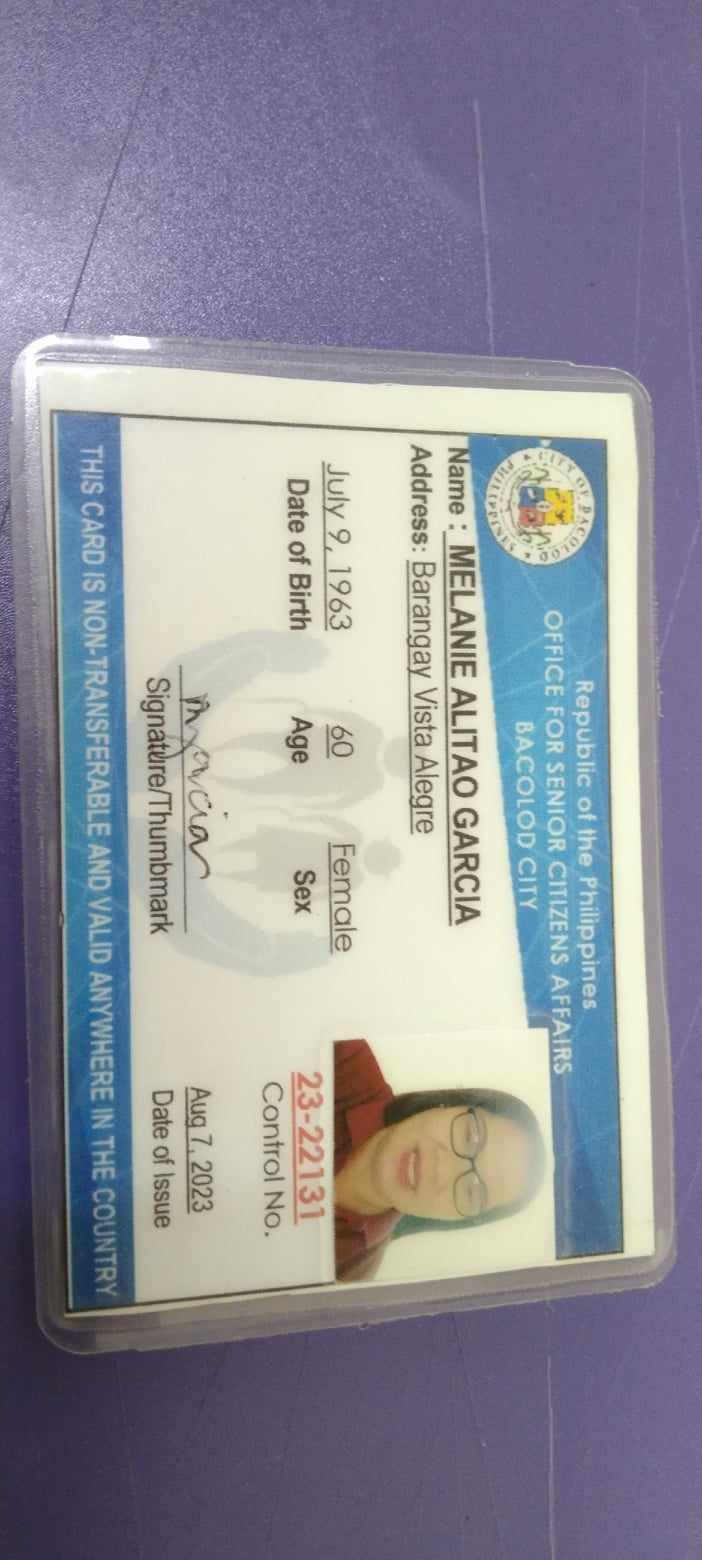 Republic of the Philippines
OFFICE FOR SENIOR CITIZENS AFFAIRS
BACOLOD CITY
CITY OF BACOLOD
PHILIPPINES
Name : MELANIE ALITAO GARCIA
Address: Barangay Vista Alegre
July 9, 1963 60 Female
Date of Birth Age Sex
23-22131
Control No.
mgarcia
Signature/Thumbmark
Aug 7, 2023
Date of Issue
THIS CARD IS NON-TRANSFERABLE AND VALID ANYWHERE IN THE COUNTRY